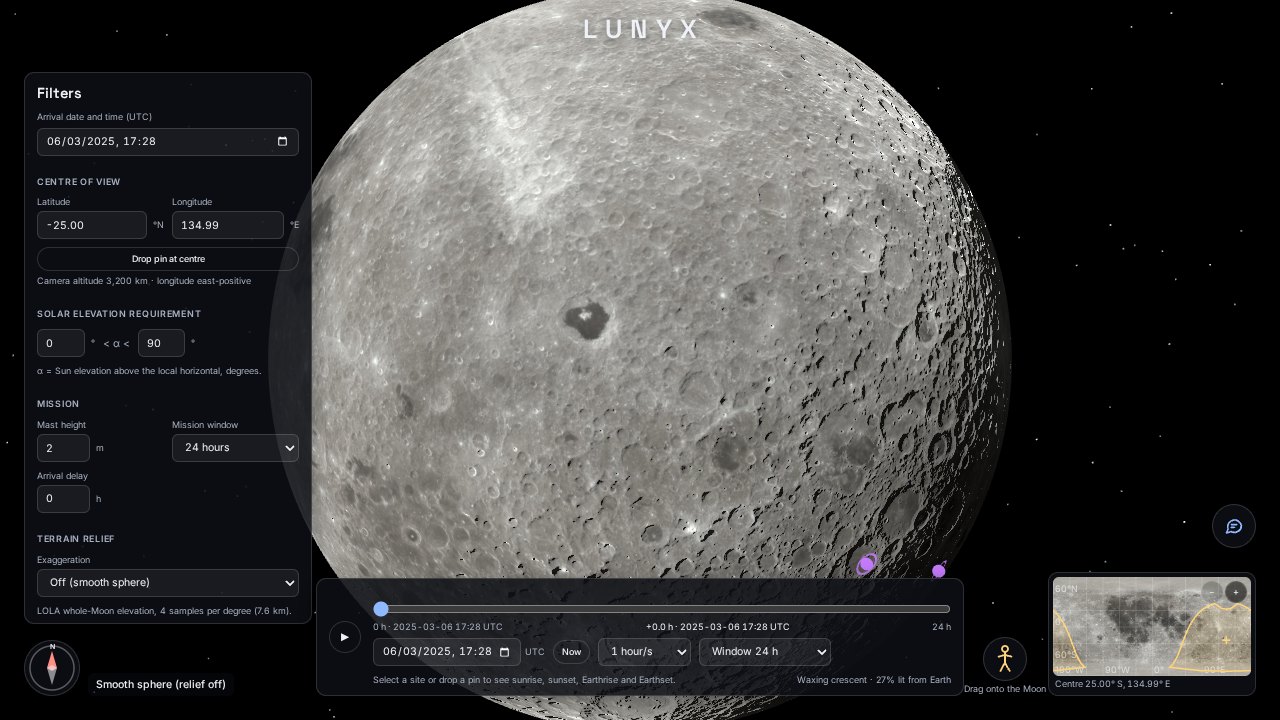 LUNYX
Filters
Arrival date and time (UTC)
06/03/2025, 17:28
CENTRE OF VIEW
Latitude Longitude
-25.00 °N 134.99 °E
Drop pin at centre
Camera altitude 3,200 km · longitude east-positive
SOLAR ELEVATION REQUIREMENT
0 ° < α < 90 °
α = Sun elevation above the local horizontal, degrees.
MISSION
Mast height Mission window
2 m 24 hours
Arrival delay
0 h
TERRAIN RELIEF
Exaggeration
Off (smooth sphere)
LOLA whole-Moon elevation, 4 samples per degree (7.6 km).
N
Smooth sphere (relief off)
0 h · 2025-03-06 17:28 UTC +0.0 h · 2025-03-06 17:28 UTC 24 h
06/03/2025, 17:28 UTC Now 1 hour/s Window 24 h
Select a site or drop a pin to see sunrise, sunset, Earthrise and Earthset. Waxing crescent · 27% lit from Earth
Drag onto the Moon
60°N
- +
0°
60°S
180°W 90°W 0° 90°E
Centre 25.00° S, 134.99° E